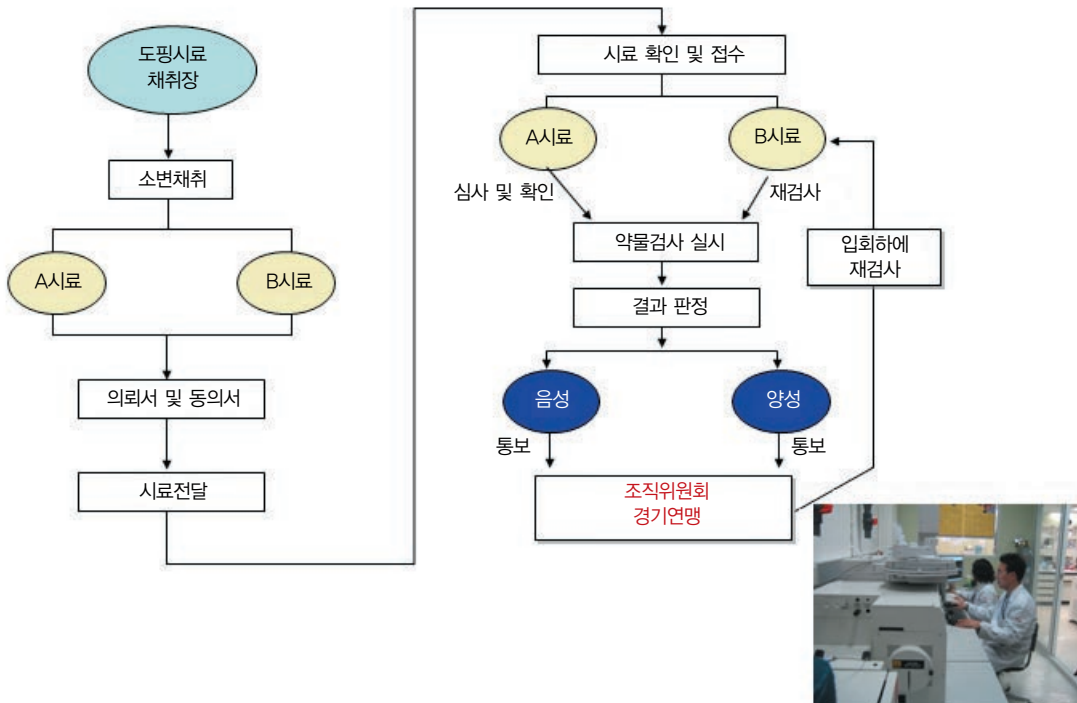 도핑시료
채취장
소변채취
A시료
B시료
의뢰서 및 동의서
시료전달
시료 확인 및 접수
A시료
B시료
심사 및 확인
재검사
약물검사 실시
입회하에
재검사
결과 판정
음성
양성
통보
통보
조직위원회
경기연맹